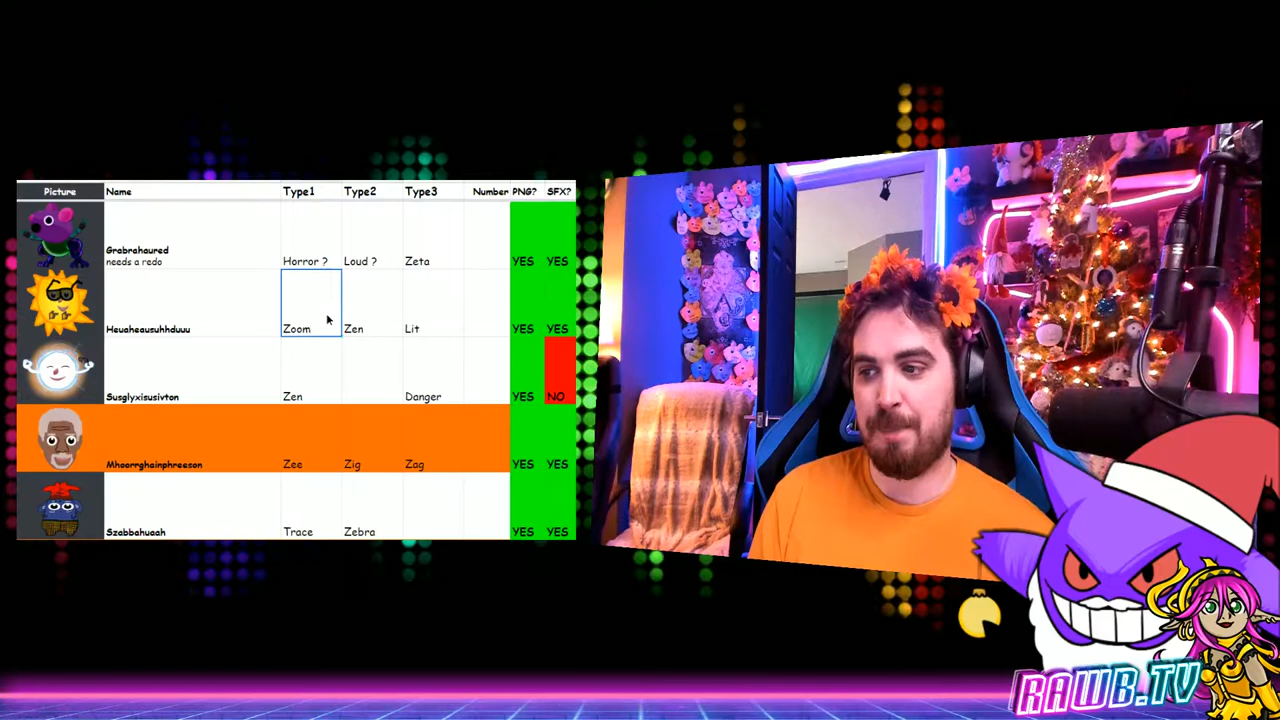 Picture Name Type1 Type2 Type3 Number PNG? SFX?
Grabrahaured
needs a redo Horror ? Loud ? Zeta YES YES
Heuaheausuhhduuu Zoom Zen Lit YES YES
Susglyxisusivton Zen Danger YES NO
Mhoorrghainphreeson Zee Zig Zag YES YES
Szabbahuaah Trace Zebra YES YES
RAWB.TV